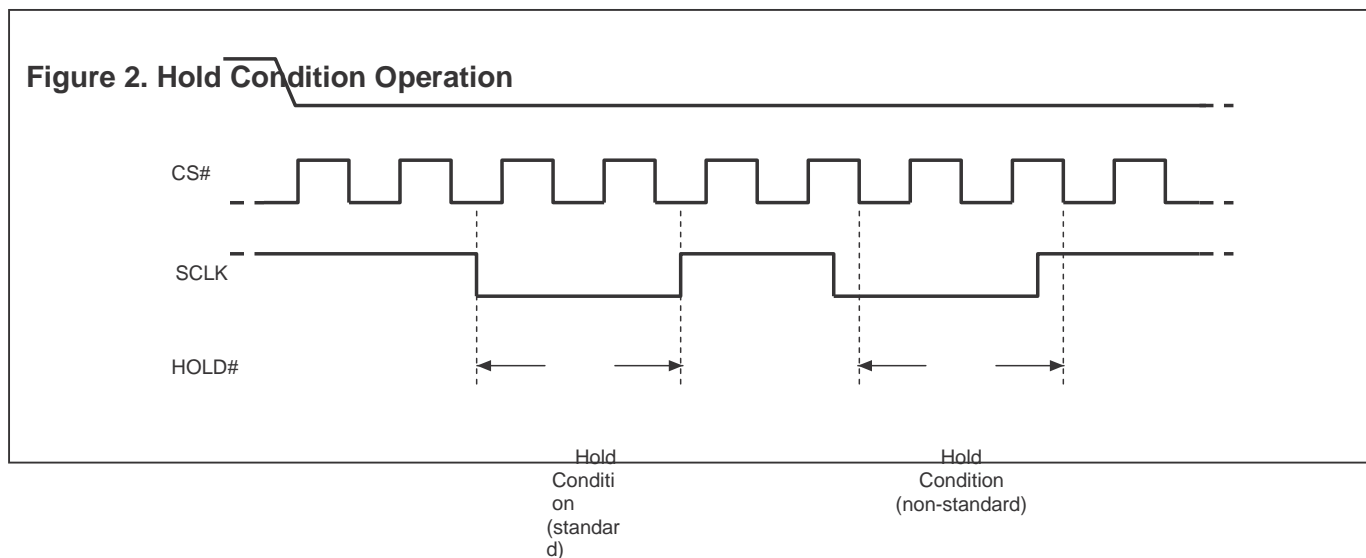 Figure 2. Hold Condition Operation
CS#
SCLK
HOLD#
Hold
Conditi
on
(standar
d)
Hold
Condition
(non-standard)